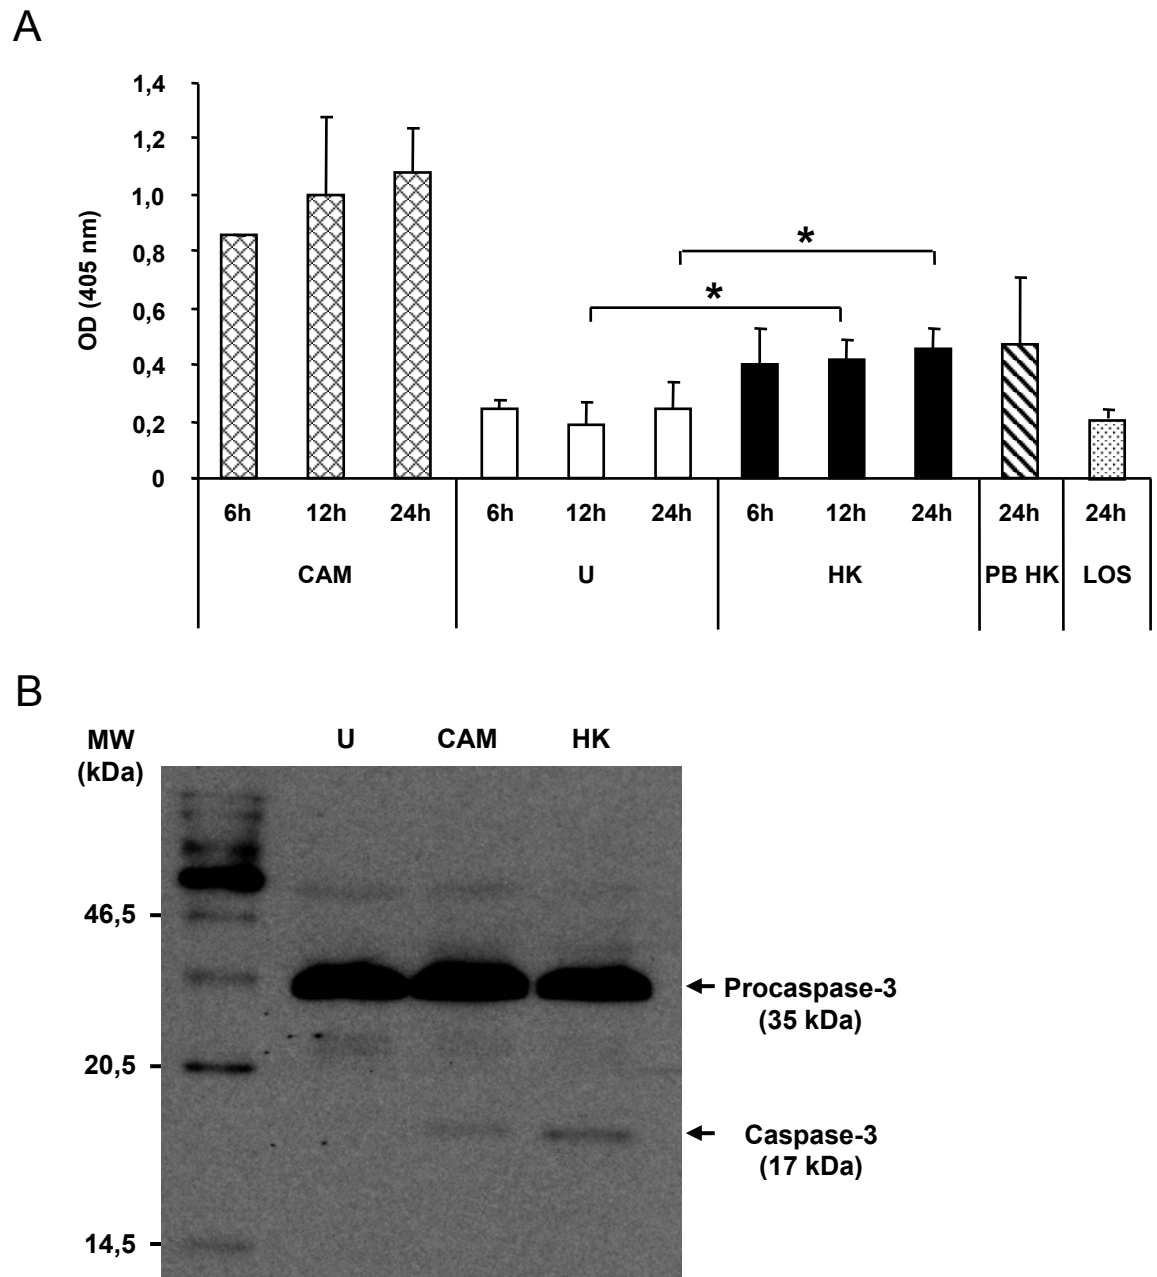 A
1,4
1,2
1,0
0,8
0,6
0,4
0,2
0
OD (405 nm)
*
*
6h 12h 24h 6h 12h 24h 6h 12h 24h 24h 24h
CAM U HK PB HK LOS
B
MW
(kDa)
U CAM HK
46,5
20,5
14,5
Procaspase-3
(35 kDa)
Caspase-3
(17 kDa)